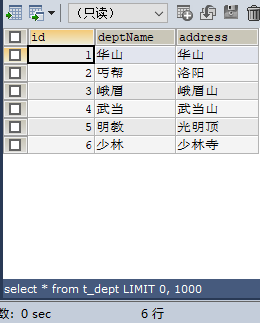 （只读）
id deptName address
1 华山 华山
2 丐帮 洛阳
3 峨眉 峨眉山
4 武当 武当山
5 明教 光明顶
6 少林 少林寺
select * from t_dept LIMIT 0, 1000
数: 0 sec 6 行